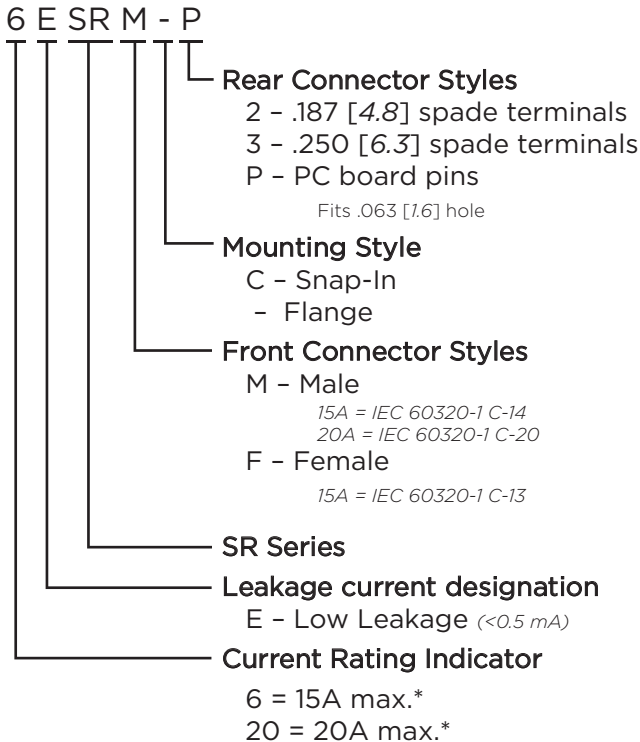 6 E SR M - P
Rear Connector Styles
2 – .187 [4.8] spade terminals
3 – .250 [6.3] spade terminals
P – PC board pins
Fits .063 [1.6] hole
Mounting Style
C – Snap-In
– Flange
Front Connector Styles
M – Male
15A = IEC 60320-1 C-14
20A = IEC 60320-1 C-20
F – Female
15A = IEC 60320-1 C-13
SR Series
Leakage current designation
E – Low Leakage (<0.5 mA)
Current Rating Indicator
6 = 15A max.*
20 = 20A max.*